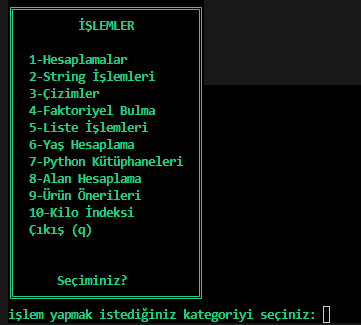 İŞLEMLER
1-Hesaplamalar
2-String İşlemleri
3-Çizimler
4-Faktoriyel Bulma
5-Liste İşlemleri
6-Yaş Hesaplama
7-Python Kütüphaneleri
8-Alan Hesaplama
9-Ürün Önerileri
10-Kilo İndeksi
Çıkış (q)
Seçiminiz?
işlem yapmak istediğiniz kategoriyi seçiniz: